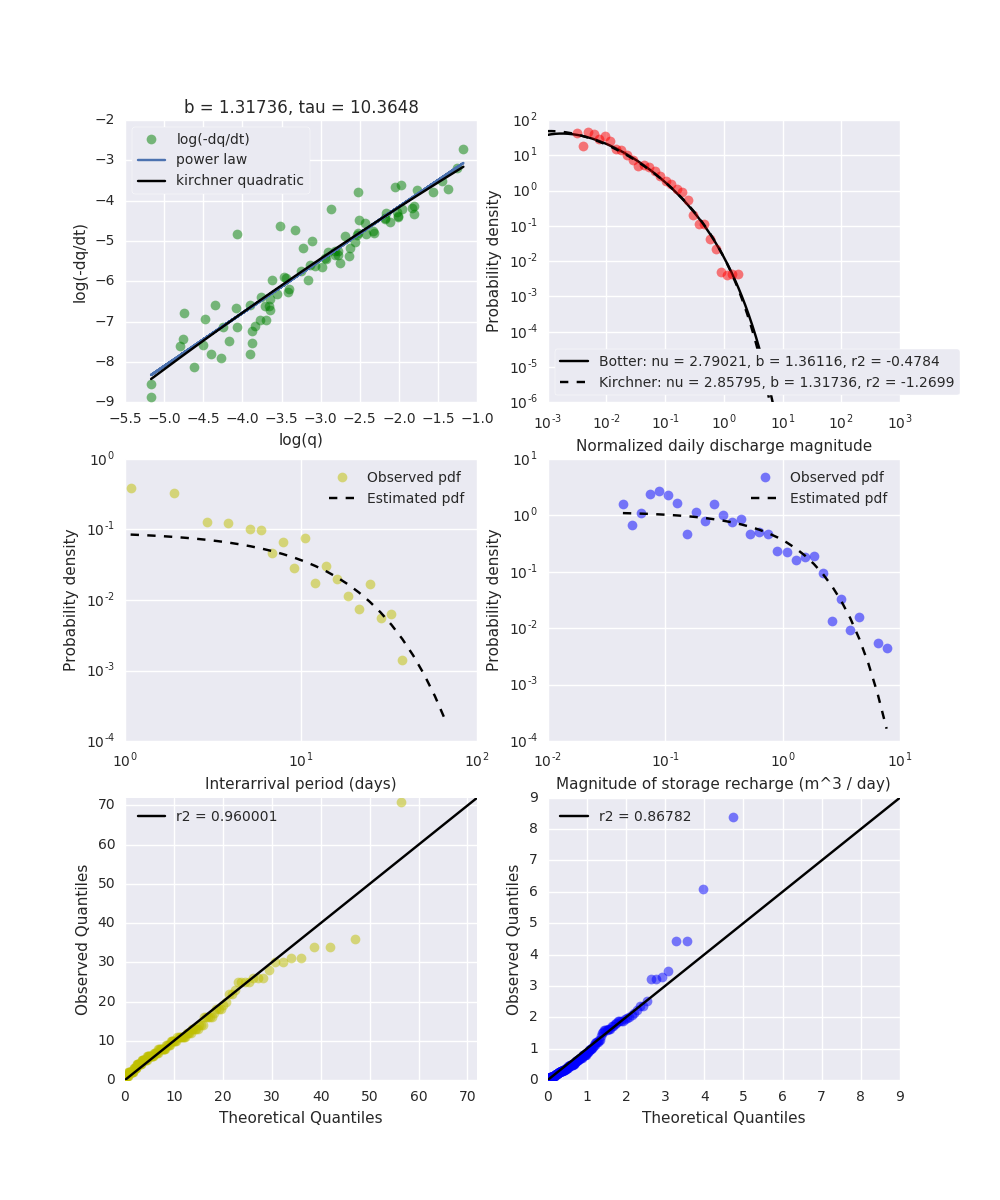 b = 1.31736, tau = 10.3648
log(-dq/dt)
power law
kirchner quadratic
log(-dq/dt)
−2
−3
−4
−5
−6
−7
−8
−9
−5.5 −5.0 −4.5 −4.0 −3.5 −3.0 −2.5 −2.0 −1.5 −1.0
log(q)
Probability density
10^2
10^1
10^0
10^-1
10^-2
10^-3
10^-4
10^-5
10^-6
Botter: nu = 2.79021, b = 1.36116, r2 = -0.4784
Kirchner: nu = 2.85795, b = 1.31736, r2 = -1.2699
10^-3 10^-2 10^-1 10^0 10^1 10^2 10^3
Normalized daily discharge magnitude
Observed pdf
Estimated pdf
Probability density
10^0
10^-1
10^-2
10^-3
10^-4
10^0 10^1 10^2
Interarrival period (days)
Observed pdf
Estimated pdf
Probability density
10^1
10^0
10^-1
10^-2
10^-3
10^-4
10^-2 10^-1 10^0 10^1
Magnitude of storage recharge (m^3 / day)
r2 = 0.960001
Observed Quantiles
70
60
50
40
30
20
10
0
0 10 20 30 40 50 60 70
Theoretical Quantiles
r2 = 0.86782
Observed Quantiles
9
8
7
6
5
4
3
2
1
0
0 1 2 3 4 5 6 7 8 9
Theoretical Quantiles